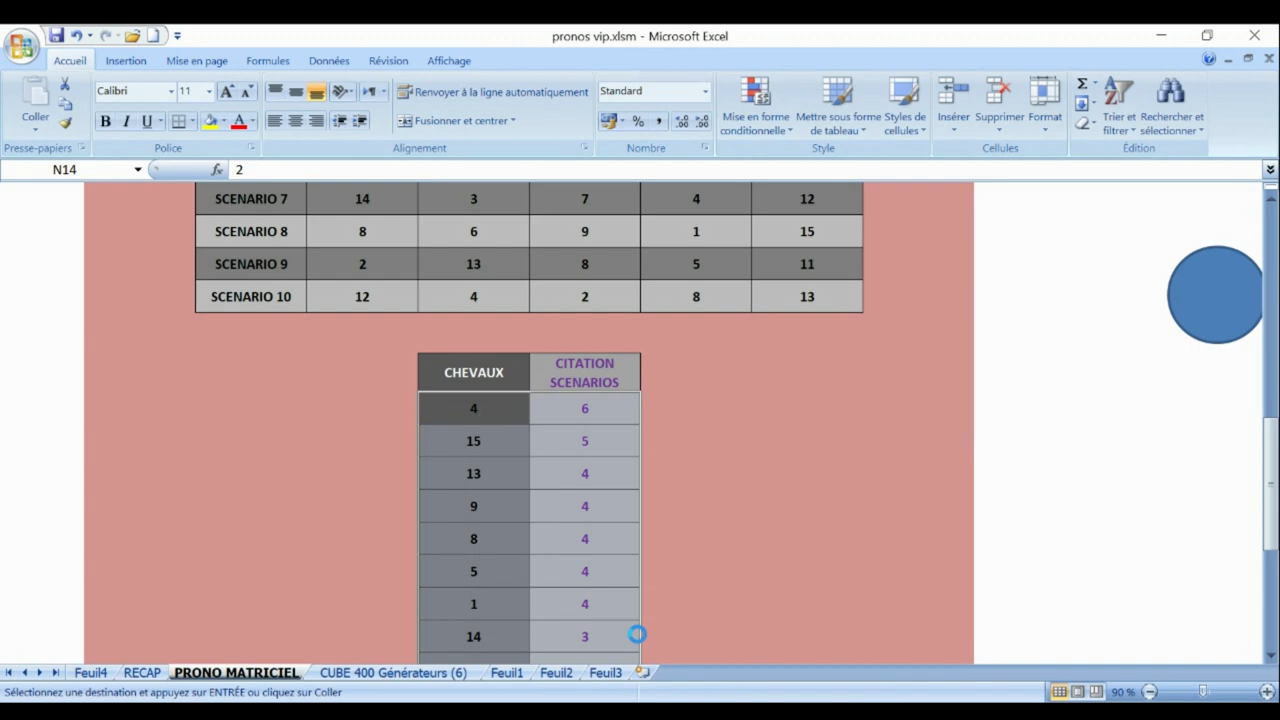 pronos vip.xlsm - Microsoft Excel
Accueil Insertion Mise en page Formules Données Révision Affichage
Coller
Calibri 11
G I U
Renvoyer à la ligne automatiquement
Fusionner et centrer
Standard
Mise en forme conditionnelle
Mettre sous forme de tableau
Styles de cellules
Insérer Supprimer Format
Trier et filtrer
Rechercher et sélectionner
Presse-papiers Police Alignement Nombre Style Cellules Édition
N14 fx 2
SCENARIO 7 14 3 7 4 12
SCENARIO 8 8 6 9 1 15
SCENARIO 9 2 13 8 5 11
SCENARIO 10 12 4 2 8 13
CHEVAUX CITATION SCENARIOS
4 6
15 5
13 4
9 4
8 4
5 4
1 4
14 3
Feuil4 RECAP PRONO MATRICIEL CUBE 400 Générateurs (6) Feuil1 Feuil2 Feuil3
Sélectionnez une destination et appuyez sur ENTRÉE ou cliquez sur Coller 90 %